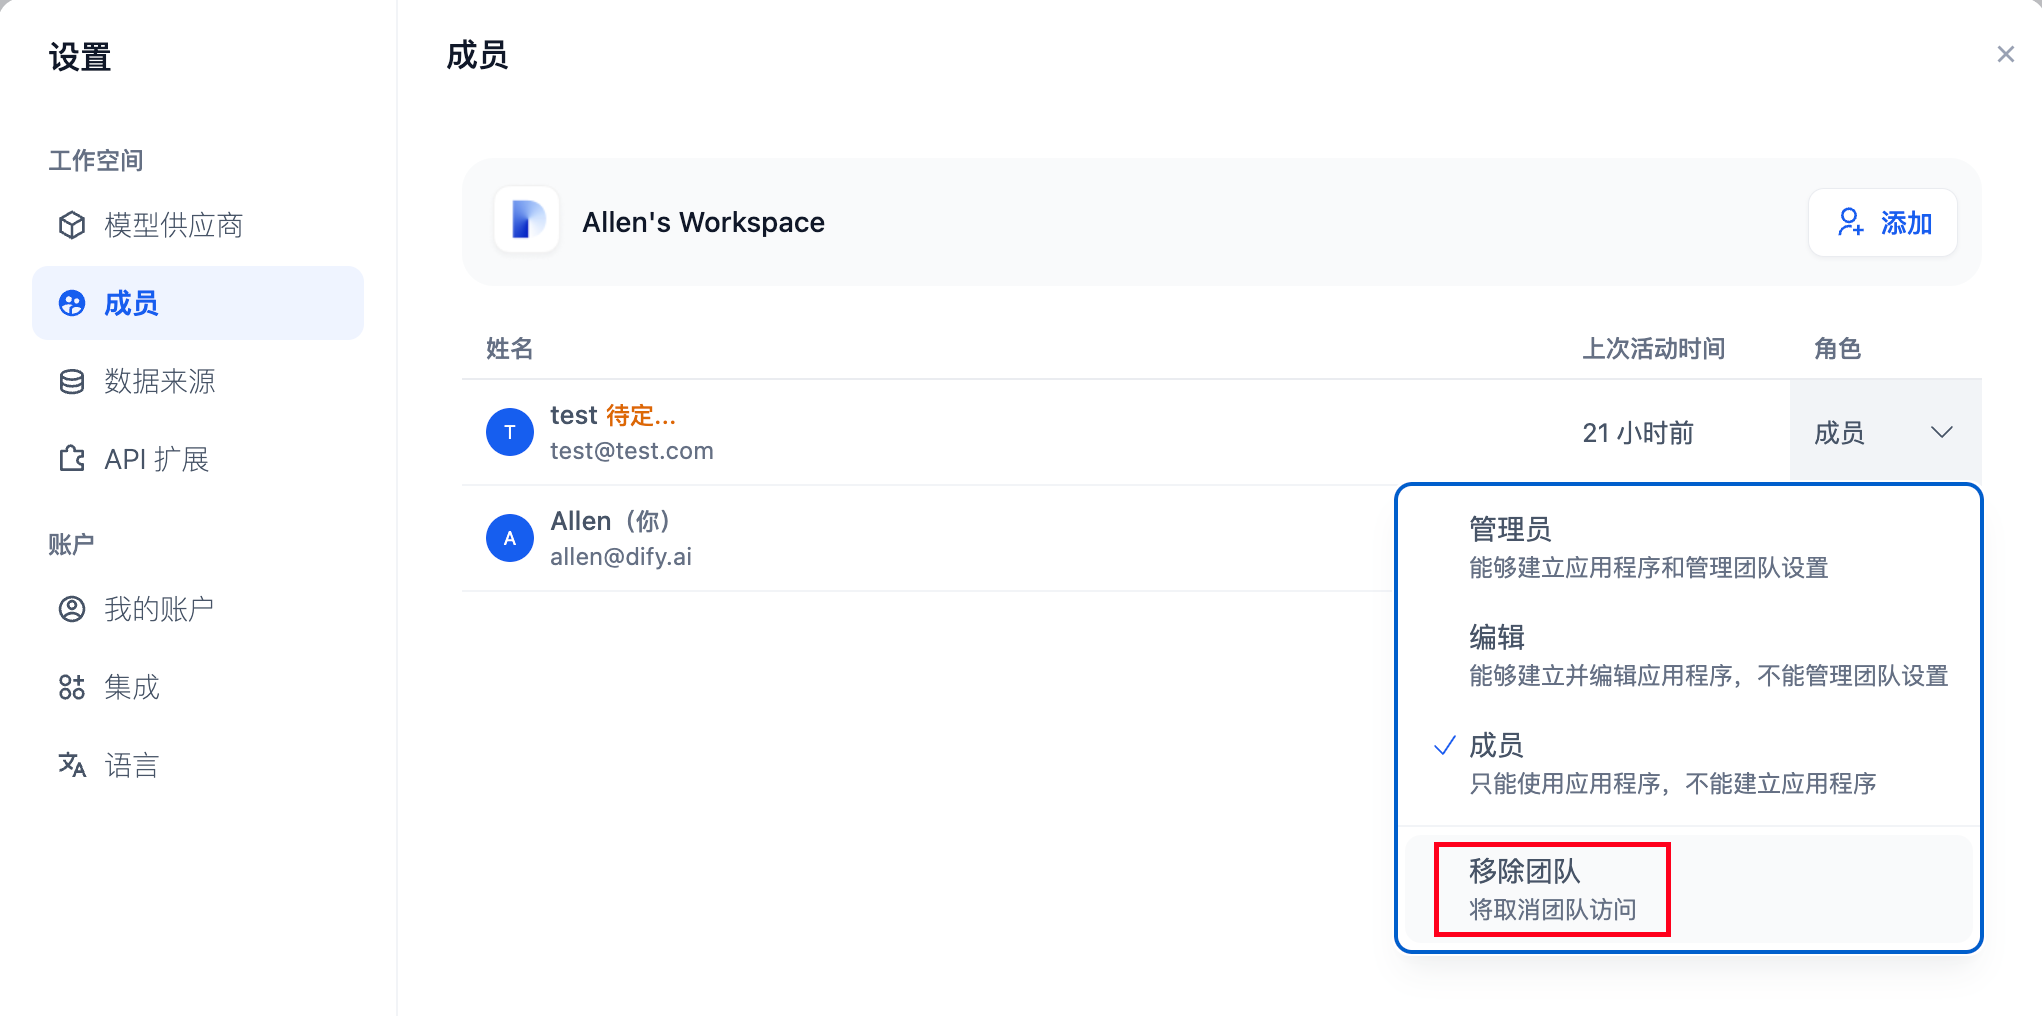 设置
工作空间
模型供应商
成员
数据来源
API 扩展
账户
我的账户
集成
语言
成员
Allen's Workspace
添加
姓名
上次活动时间
角色
T
test 待定...
test@test.com
21 小时前
成员
A
Allen（你）
allen@dify.ai
管理员
能够建立应用程序和管理团队设置
编辑
能够建立并编辑应用程序，不能管理团队设置
成员
只能使用应用程序，不能建立应用程序
移除团队
将取消团队访问